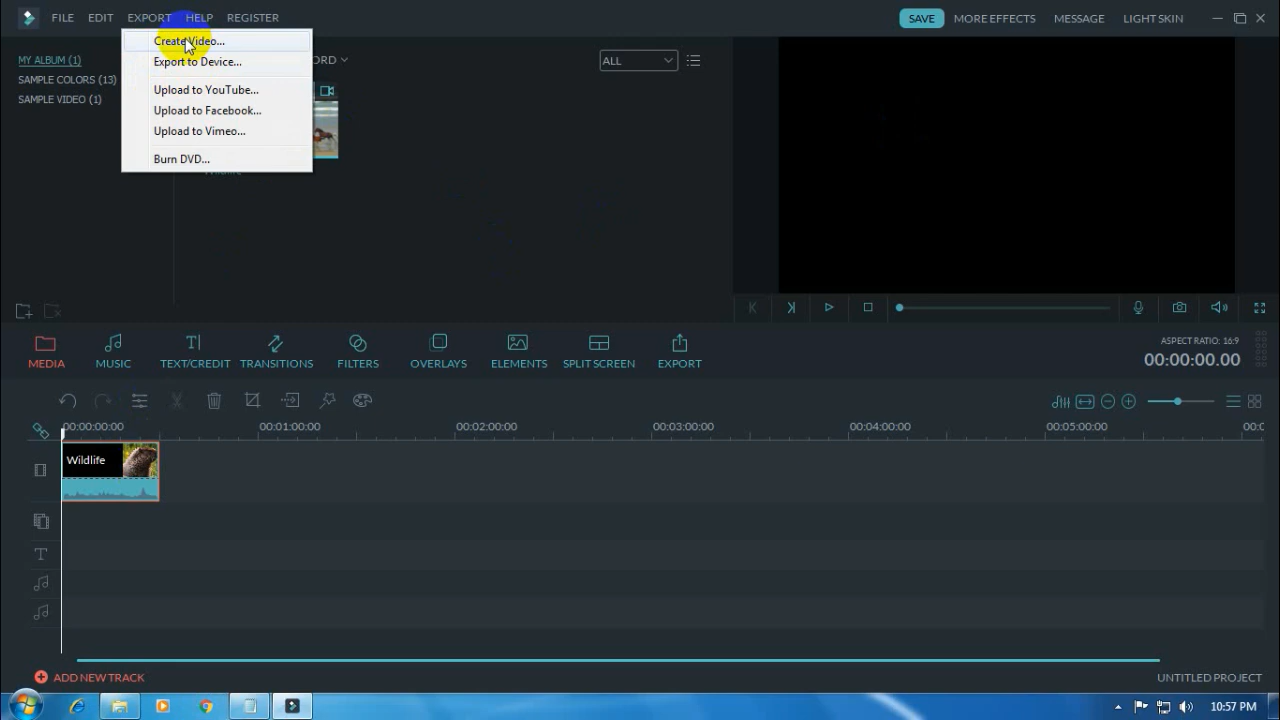 FILE EDIT EXPORT HELP REGISTER SAVE MORE EFFECTS MESSAGE LIGHT SKIN
Create Video...
MY ALBUM (1) Export to Device... ORD ALL
SAMPLE COLORS (13)
Upload to YouTube...
SAMPLE VIDEO (1)
Upload to Facebook...
Upload to Vimeo...
Burn DVD...
Wildlife
MEDIA MUSIC TEXT/CREDIT TRANSITIONS FILTERS OVERLAYS ELEMENTS SPLIT SCREEN EXPORT
ASPECT RATIO: 16:9
00:00:00.00
00:00:00:00 00:01:00:00 00:02:00:00 00:03:00:00 00:04:00:00 00:05:00:00 00:0
Wildlife
T
ADD NEW TRACK UNTITLED PROJECT
10:57 PM